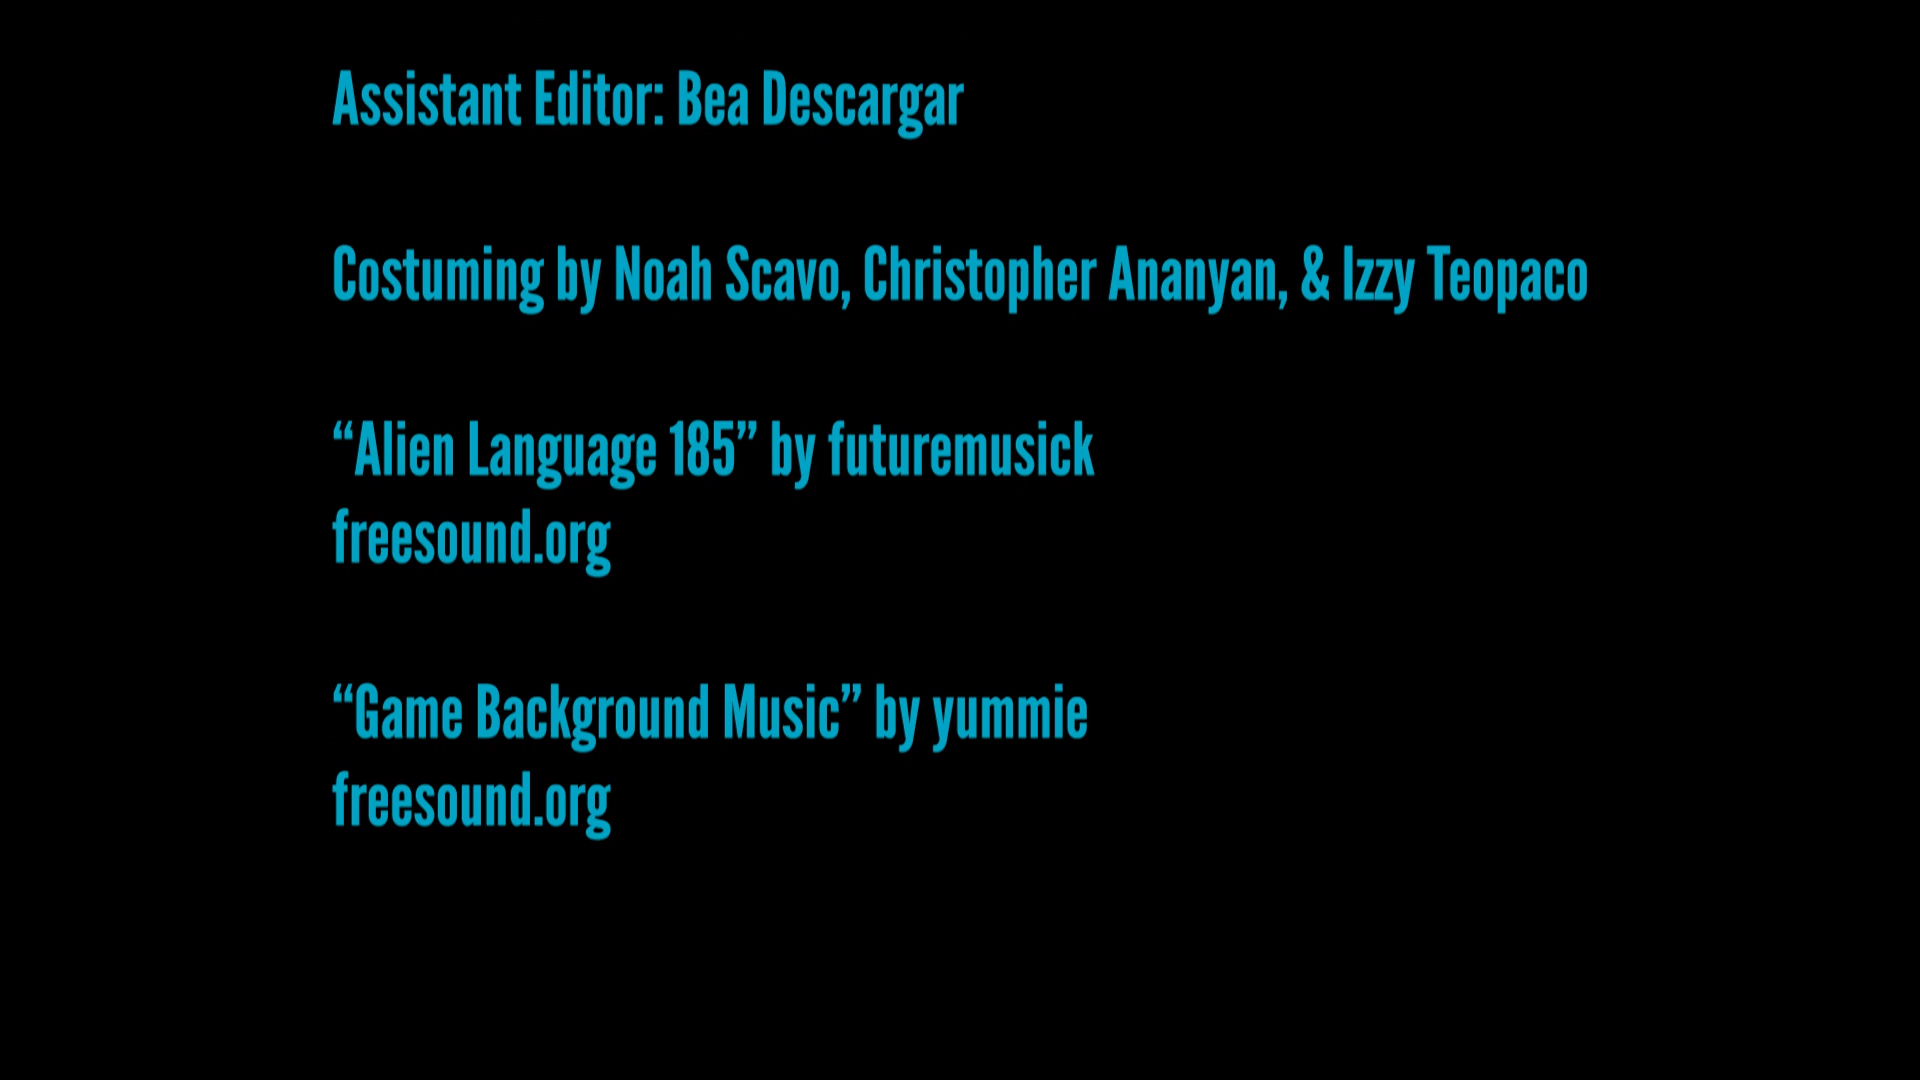 Assistant Editor: Bea Descargar
Costuming by Noah Scavo, Christopher Ananyan, & Izzy Teopaco
“Alien Language 185” by futuremusick
freesound.org
“Game Background Music” by yummie
freesound.org